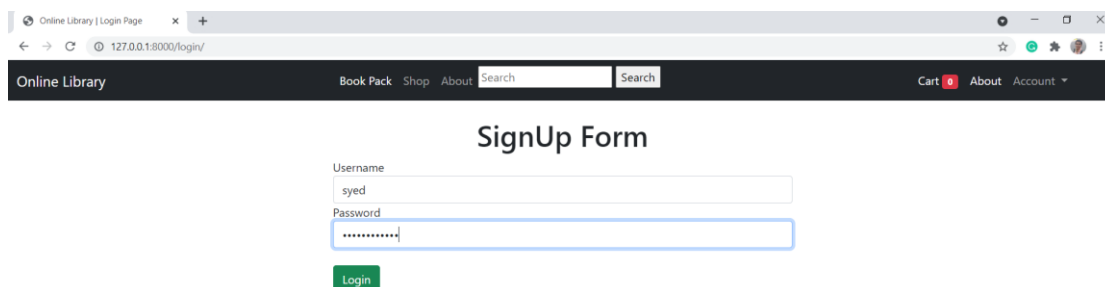 Online Library | Login Page
127.0.0.1:8000/login/
Online Library Book Pack Shop About Search Search Cart 0 About Account
SignUp Form
Username
syed
Password
••••••••••••
Login